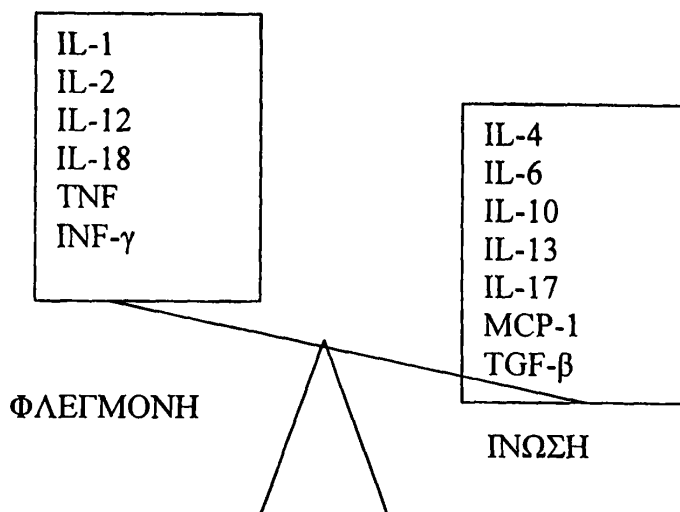 IL-1
IL-2
IL-12
IL-18
TNF
INF-γ
IL-4
IL-6
IL-10
IL-13
IL-17
MCP-1
TGF-β
ΦΛΕΓΜΟΝΗ
ΙΝΩΣΗ